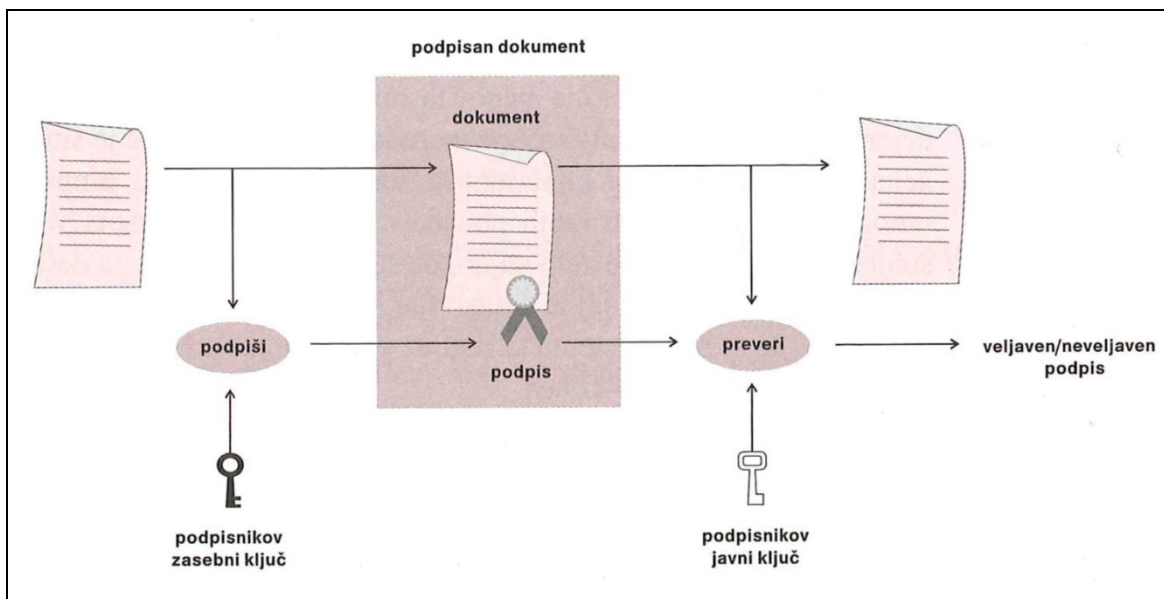 podpisan dokument
dokument
podpiši
podpis
preveri
veljaven/neveljaven
podpis
podpisnikov
zasebni ključ
podpisnikov
javni ključ